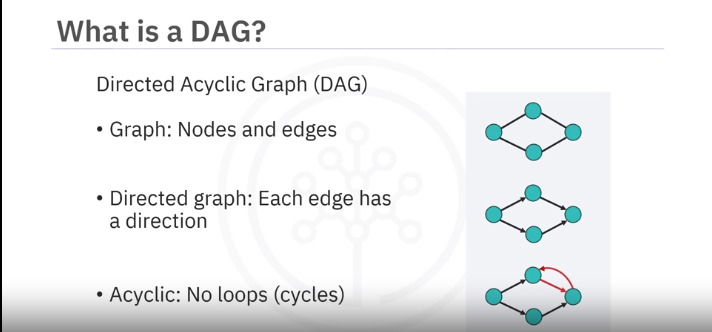 What is a DAG?
Directed Acyclic Graph (DAG)
• Graph: Nodes and edges
• Directed graph: Each edge has
a direction
• Acyclic: No loops (cycles)